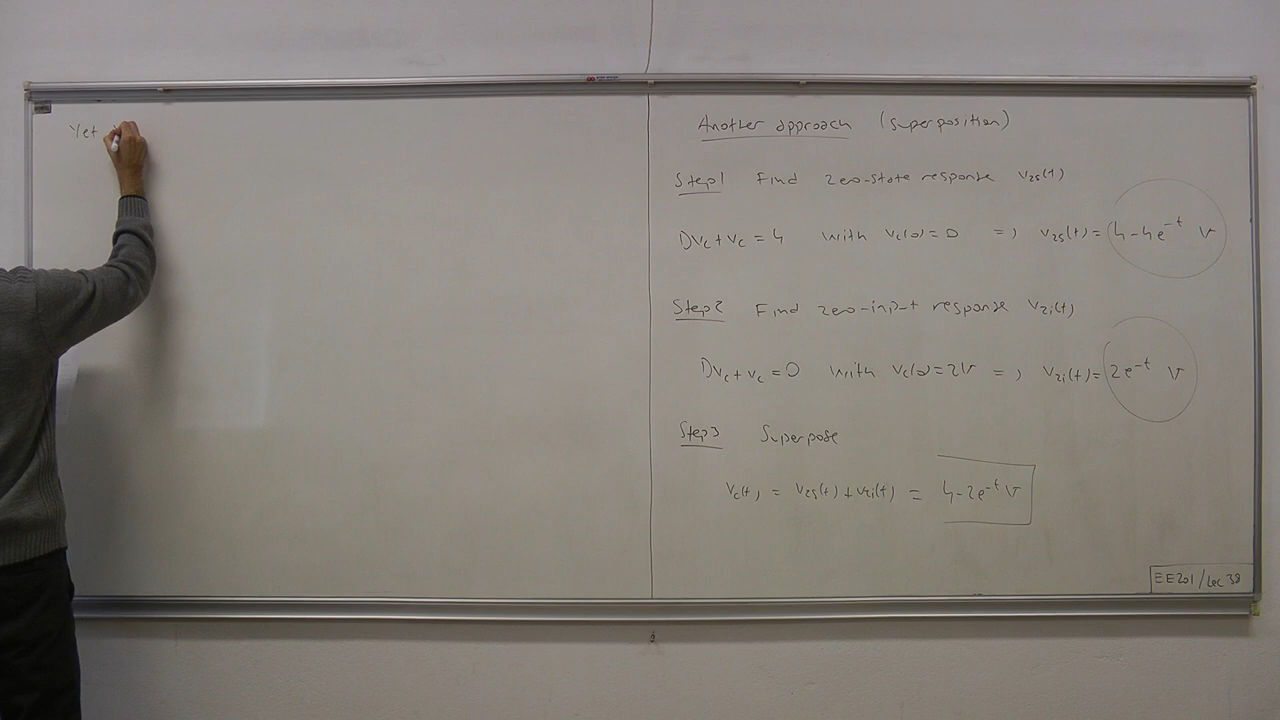 Yet
Another approach (superposition)
Step1 Find zero-state response Vzs(t)
DVc+Vc=4 with Vc(0)=0 => Vzs(t)=4-4e^-t V
Step2 Find zero-input response Vzi(t)
DVc+Vc=0 with Vc(0)=2V => Vzi(t)=2e^-t V
Step3 Superpose
Vc(t) = Vzs(t)+Vzi(t) = 4-2e^-t V
EE201/Lec 38